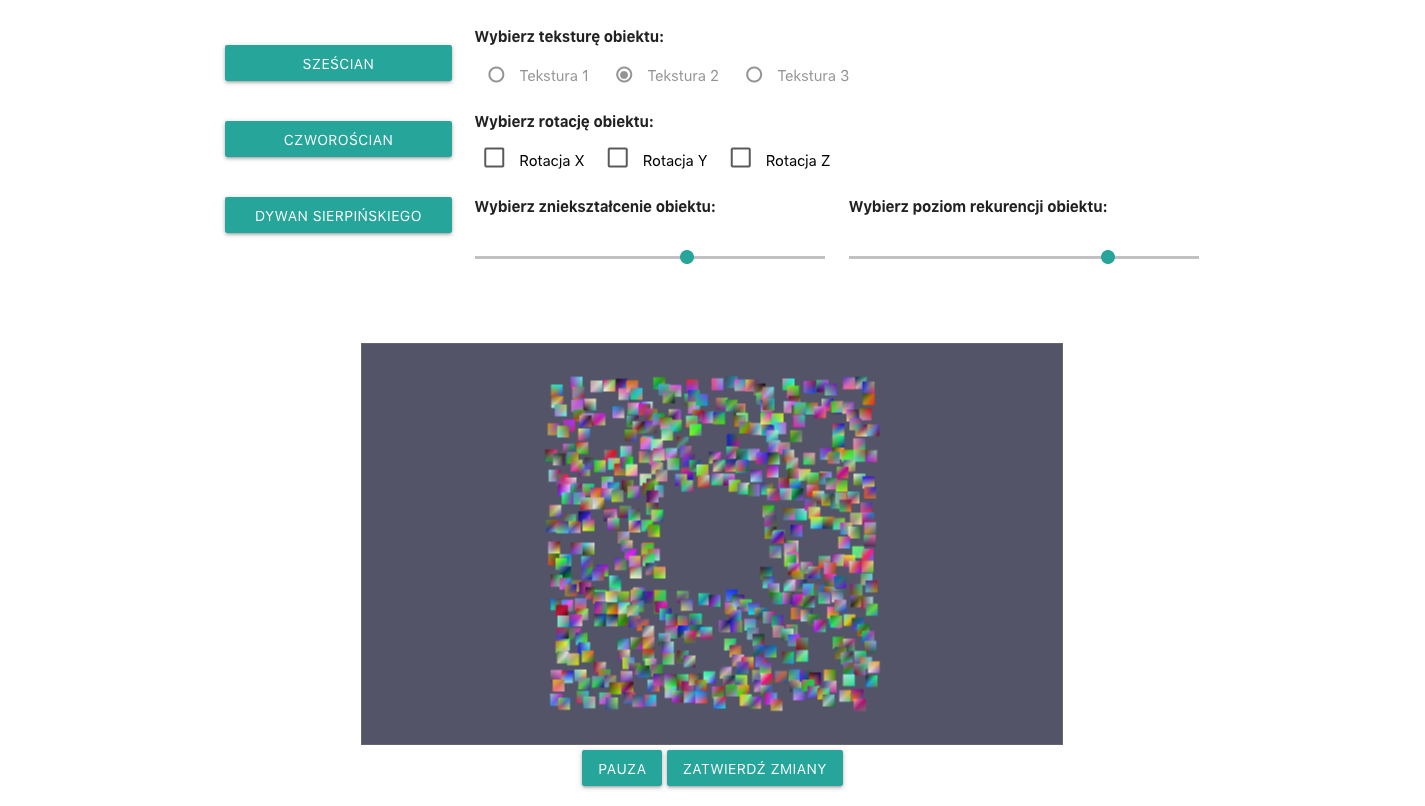 SZEŚCIAN
CZWOROŚCIAN
DYWAN SIERPIŃSKIEGO
Wybierz teksturę obiektu:
Tekstura 1 Tekstura 2 Tekstura 3
Wybierz rotację obiektu:
Rotacja X Rotacja Y Rotacja Z
Wybierz zniekształcenie obiektu:
Wybierz poziom rekurencji obiektu:
PAUZA
ZATWIERDŹ ZMIANY